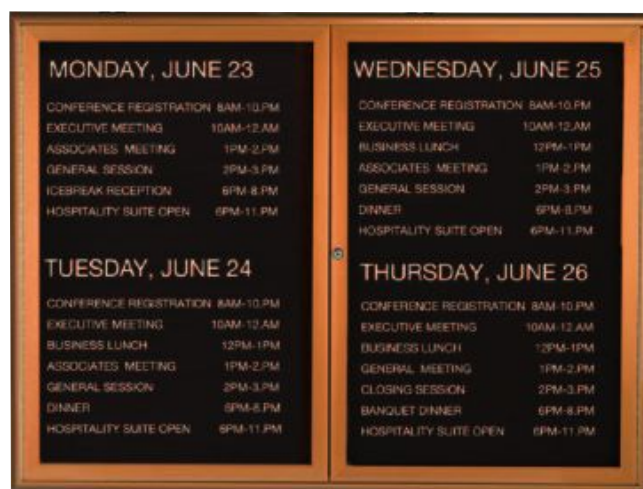 MONDAY, JUNE 23
CONFERENCE REGISTRATION 8AM-10.PM
EXECUTIVE MEETING 10AM-12.AM
ASSOCIATES MEETING 1PM-2.PM
GENERAL SESSION 2PM-3.PM
ICEBREAK RECEPTION 6PM-8.PM
HOSPITALITY SUITE OPEN 6PM-11.PM
TUESDAY, JUNE 24
CONFERENCE REGISTRATION 8AM-10.PM
EXECUTIVE MEETING 10AM-12.AM
BUSINESS LUNCH 12PM-1PM
ASSOCIATES MEETING 1PM-2.PM
GENERAL SESSION 2PM-3.PM
DINNER 6PM-8.PM
HOSPITALITY SUITE OPEN 6PM-11.PM
WEDNESDAY, JUNE 25
CONFERENCE REGISTRATION 8AM-10.PM
EXECUTIVE MEETING 10AM-12.AM
BUSINESS LUNCH 12PM-1PM
ASSOCIATES MEETING 1PM-2.PM
GENERAL SESSION 2PM-3.PM
DINNER 6PM-8.PM
HOSPITALITY SUITE OPEN 6PM-11.PM
THURSDAY, JUNE 26
CONFERENCE REGISTRATION 8AM-10.PM
EXECUTIVE MEETING 10AM-12.AM
BUSINESS LUNCH 12PM-1PM
GENERAL MEETING 1PM-2.PM
CLOSING SESSION 2PM-3.PM
BANQUET DINNER 6PM-8.PM
HOSPITALITY SUITE OPEN 6PM-11.PM